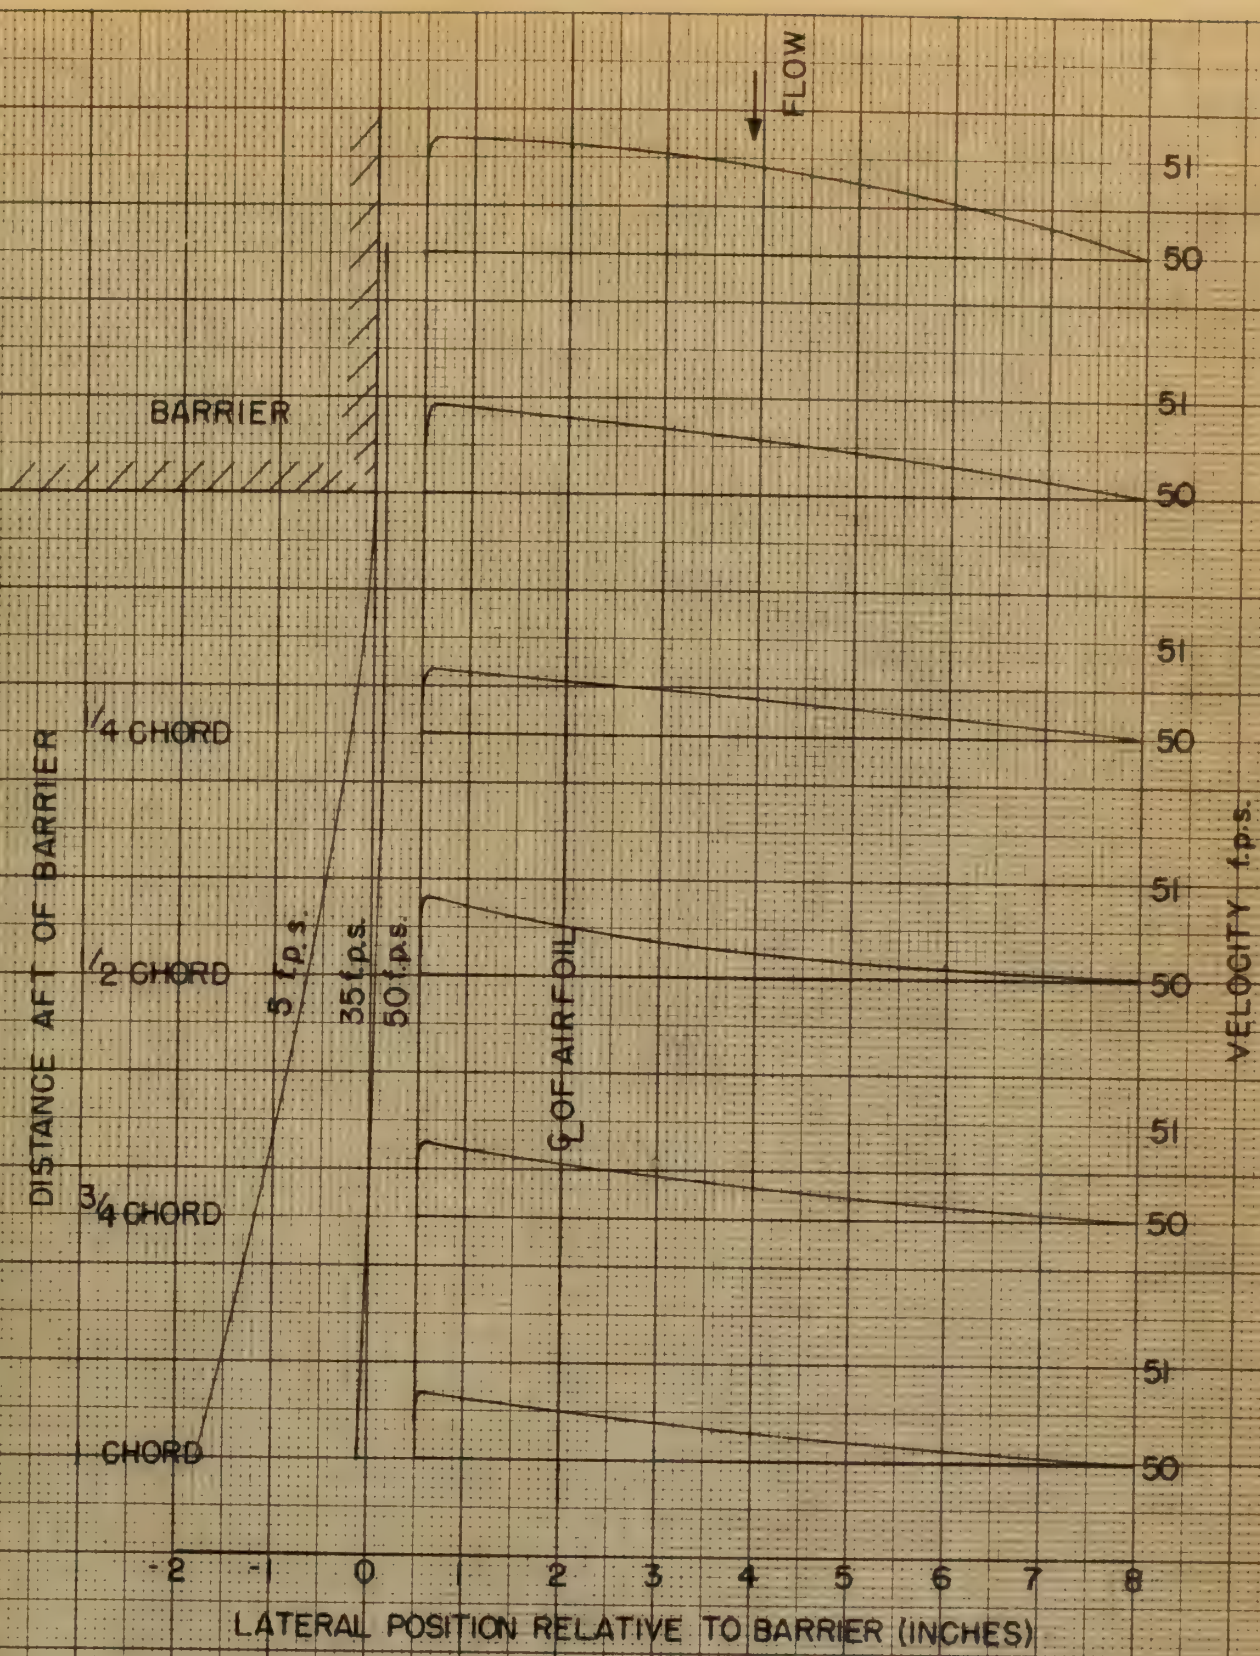 FLOW
51
50
BARRIER
51
50
51
1/4 CHORD
50
DISTANCE AFT OF BARRIER
VELOCITY f.p.s.
51
5 f.p.s.
35 f.p.s.
50 f.p.s.
℄ OF AIRFOIL
1/2 CHORD
50
51
3/4 CHORD
50
51
1 CHORD
50
-2 -1 0 1 2 3 4 5 6 7 8
LATERAL POSITION RELATIVE TO BARRIER (INCHES)